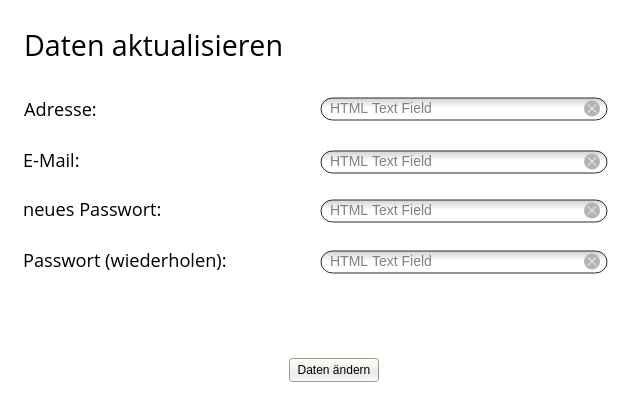 Daten aktualisieren
Adresse: HTML Text Field
E-Mail: HTML Text Field
neues Passwort: HTML Text Field
Passwort (wiederholen): HTML Text Field
Daten ändern